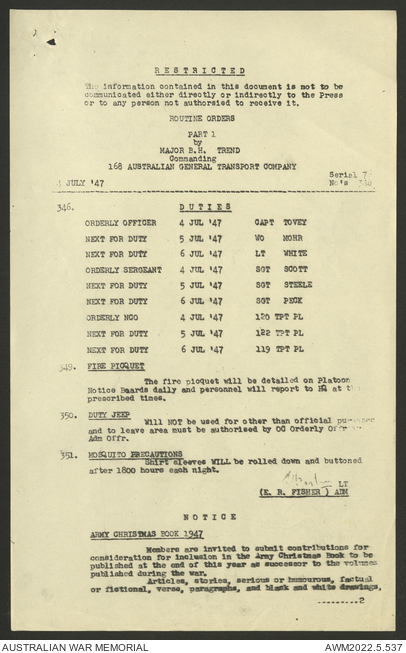 RESTRICTED
The information contained in this document is not to be
communicated either directly or indirectly to the Press
or to any person not authorsied to receive it.
ROUTINE ORDERS
PART 1
by
MAJOR B.H. TREND
Commanding
168 AUSTRALIAN GENERAL TRANSPORT COMPANY
Serial
JULY '47 No's
346. DUTIES
ORDERLY OFFICER 4 JUL '47 CAPT TOVEY
NEXT FOR DUTY 5 JUL '47 WO MOHR
NEXT FOR DUTY 6 JUL '47 LT WHITE
ORDERLY SERGEANT 4 JUL '47 SGT SCOTT
NEXT FOR DUTY 5 JUL '47 SGT STEELE
NEXT FOR DUTY 6 JUL '47 SGT PECK
ORDERLY NCO 4 JUL '47 120 TPT PL
NEXT FOR DUTY 5 JUL '47 122 TPT PL
NEXT FOR DUTY 6 JUL '47 119 TPT PL
349. FIRE PICQUET
The fire picquet will be detailed on Platoon
Notice Boards daily and personnel will report to HQ at the
prescribed times.
350. DUTY JEEP
Will NOT be used for other than official purposes
and to leave area must be authorised by OC Orderly Offr or
Adm Offr.
351. MOSQUITO PRECAUTIONS
Shirt sleeves WILL be rolled down and buttoned
after 1800 hours each night.
LT
(E. R. FISHER ) ADM
NOTICE
ARMY CHRISTMAS BOOK 1947
Members are invited to submit contributions for
consideration for inclusion in the Army Christmas Book to be
published at the end of this year as successor to the volumes
published during the war.
Articles, stories, serious or humourous, factual
or fictional, verse, paragraphs, and black and white drawings,
.........2
AUSTRALIAN WAR MEMORIAL
AWM2022.5.537